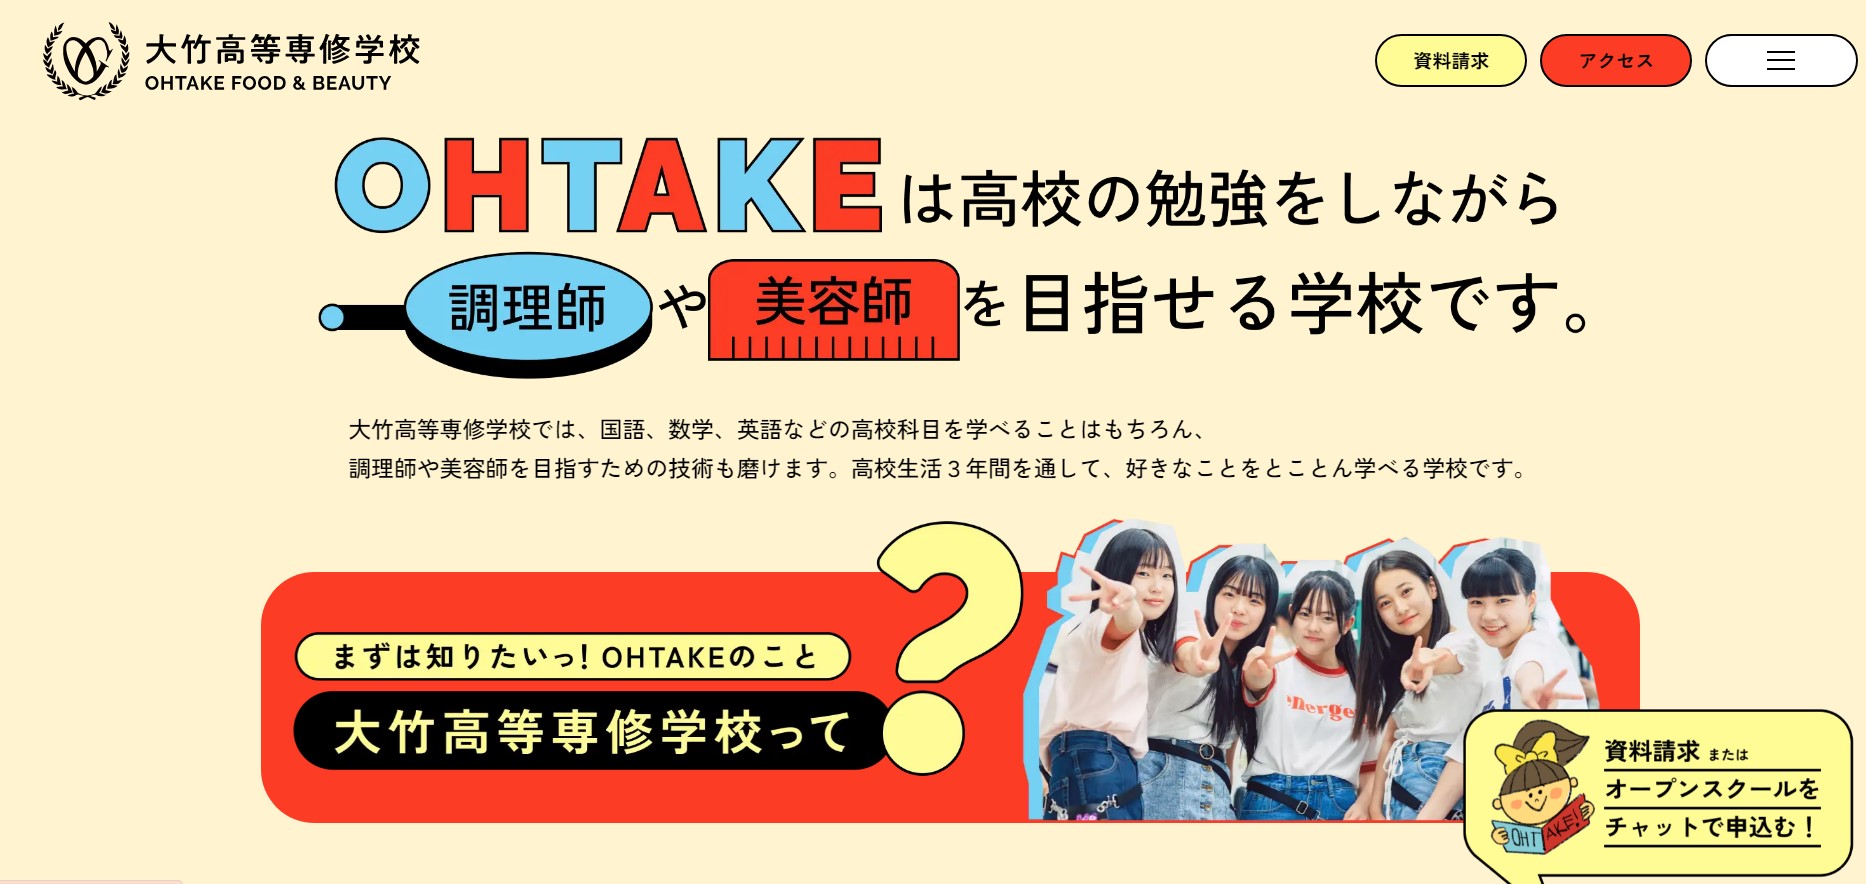 大竹高等専修学校
OHTAKE FOOD & BEAUTY
資料請求
アクセス
OHTAKEは高校の勉強をしながら
調理師や美容師を目指せる学校です。
大竹高等専修学校では、国語、数学、英語などの高校科目を学べることはもちろん、
調理師や美容師を目指すための技術も磨けます。高校生活３年間を通して、好きなことをとことん学べる学校です。
まずは知りたいっ！OHTAKEのこと
大竹高等専修学校って?
資料請求 または
オープンスクールを
チャットで申込む！
OHTAKE!